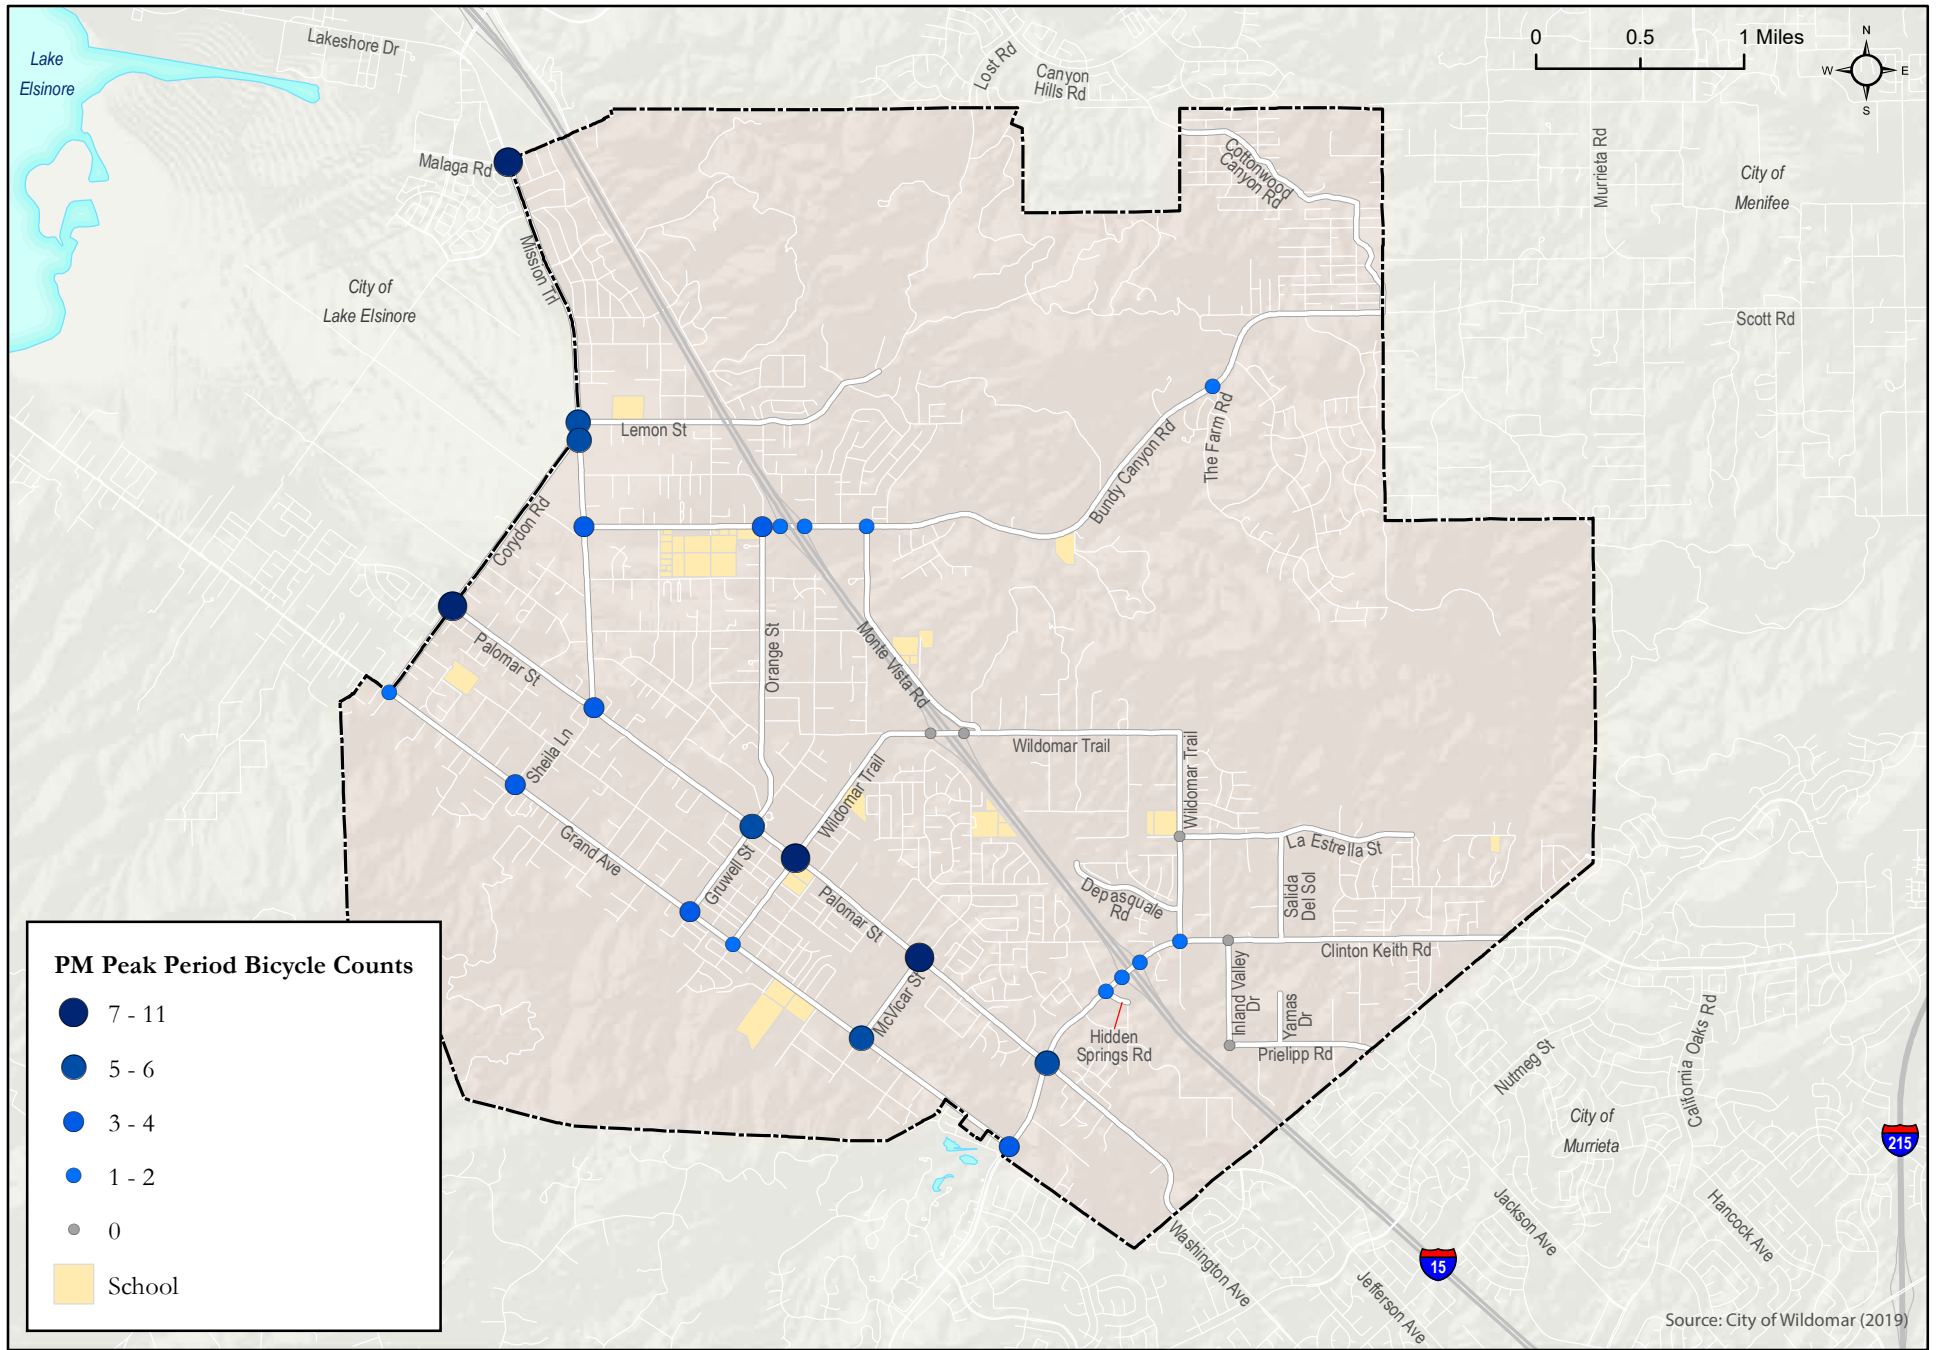 Lake
Elsinore
Lakeshore Dr
Lost Rd
Canyon
Hills Rd
0 0.5 1 Miles
N
W E
S
Malaga Rd
Cottonwood
Canyon Rd
Murrieta Rd
City of
Menifee
Mission Trl
City of
Lake Elsinore
Scott Rd
Lemon St
The Farm Rd
Bundy Canyon Rd
Corydon Rd
Palomar St
Orange St
Monte Vista Rd
Sheila Ln
Wildomar Trail
Wildomar Trail
Wildomar Trail
Grand Ave
Gruwell St
La Estrella St
Depasquale
Rd
Salida
Del Sol
Palomar St
Clinton Keith Rd
McVicar St
Inland Valley
Dr
Yamas
Dr
Hidden
Springs Rd
Prielipp Rd
Nutmeg St
California Oaks Rd
City of
Murrieta
215
Jackson Ave
Hancock Ave
Washington Ave
15
Jefferson Ave
PM Peak Period Bicycle Counts
7 - 11
5 - 6
3 - 4
1 - 2
0
School
Source: City of Wildomar (2019)